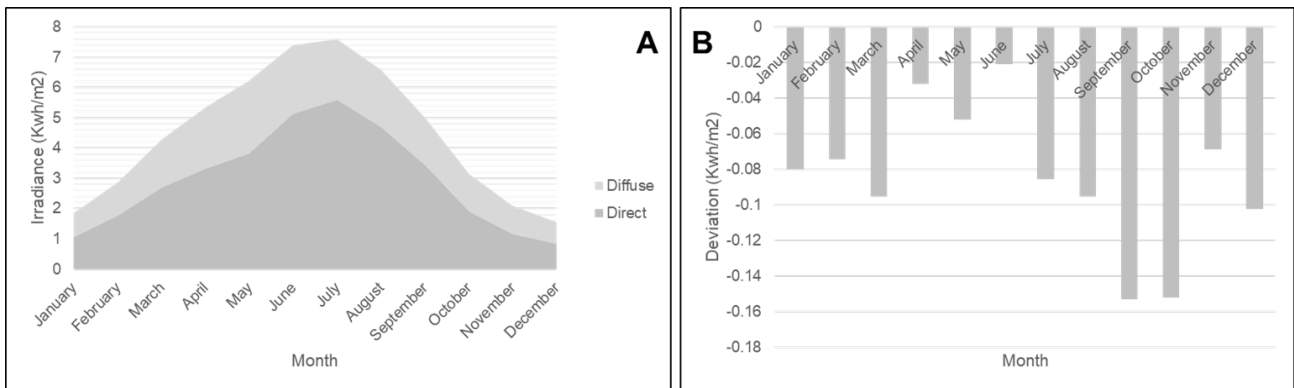 A
8
7
6
5
4
3
2
1
0
Irradiance (Kwh/m2)
January
February
March
April
May
June
July
August
September
October
November
December
Month
Diffuse
Direct
B
0
-0.02
-0.04
-0.06
-0.08
-0.1
-0.12
-0.14
-0.16
-0.18
Deviation (Kwh/m2)
January
February
March
April
May
June
July
August
September
October
November
December
Month